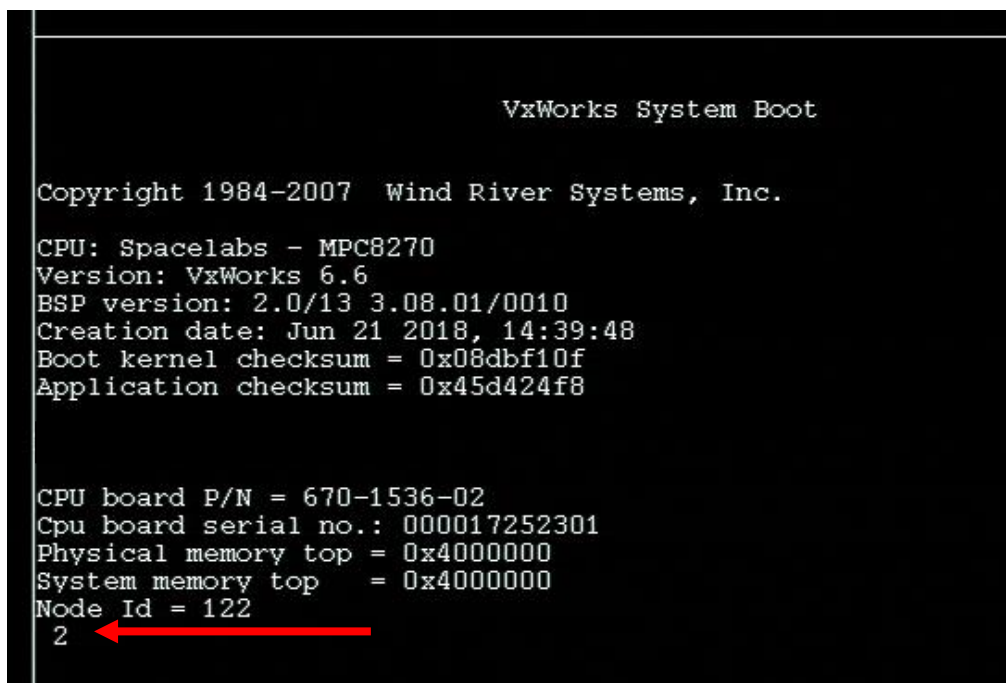 VxWorks System Boot
Copyright 1984-2007 Wind River Systems, Inc.
CPU: Spacelabs - MPC8270
Version: VxWorks 6.6
BSP version: 2.0/13 3.08.01/0010
Creation date: Jun 21 2018, 14:39:48
Boot kernel checksum = 0x08dbf10f
Application checksum = 0x45d424f8
CPU board P/N = 670-1536-02
Cpu board serial no.: 000017252301
Physical memory top = 0x4000000
System memory top = 0x4000000
Node Id = 122
2